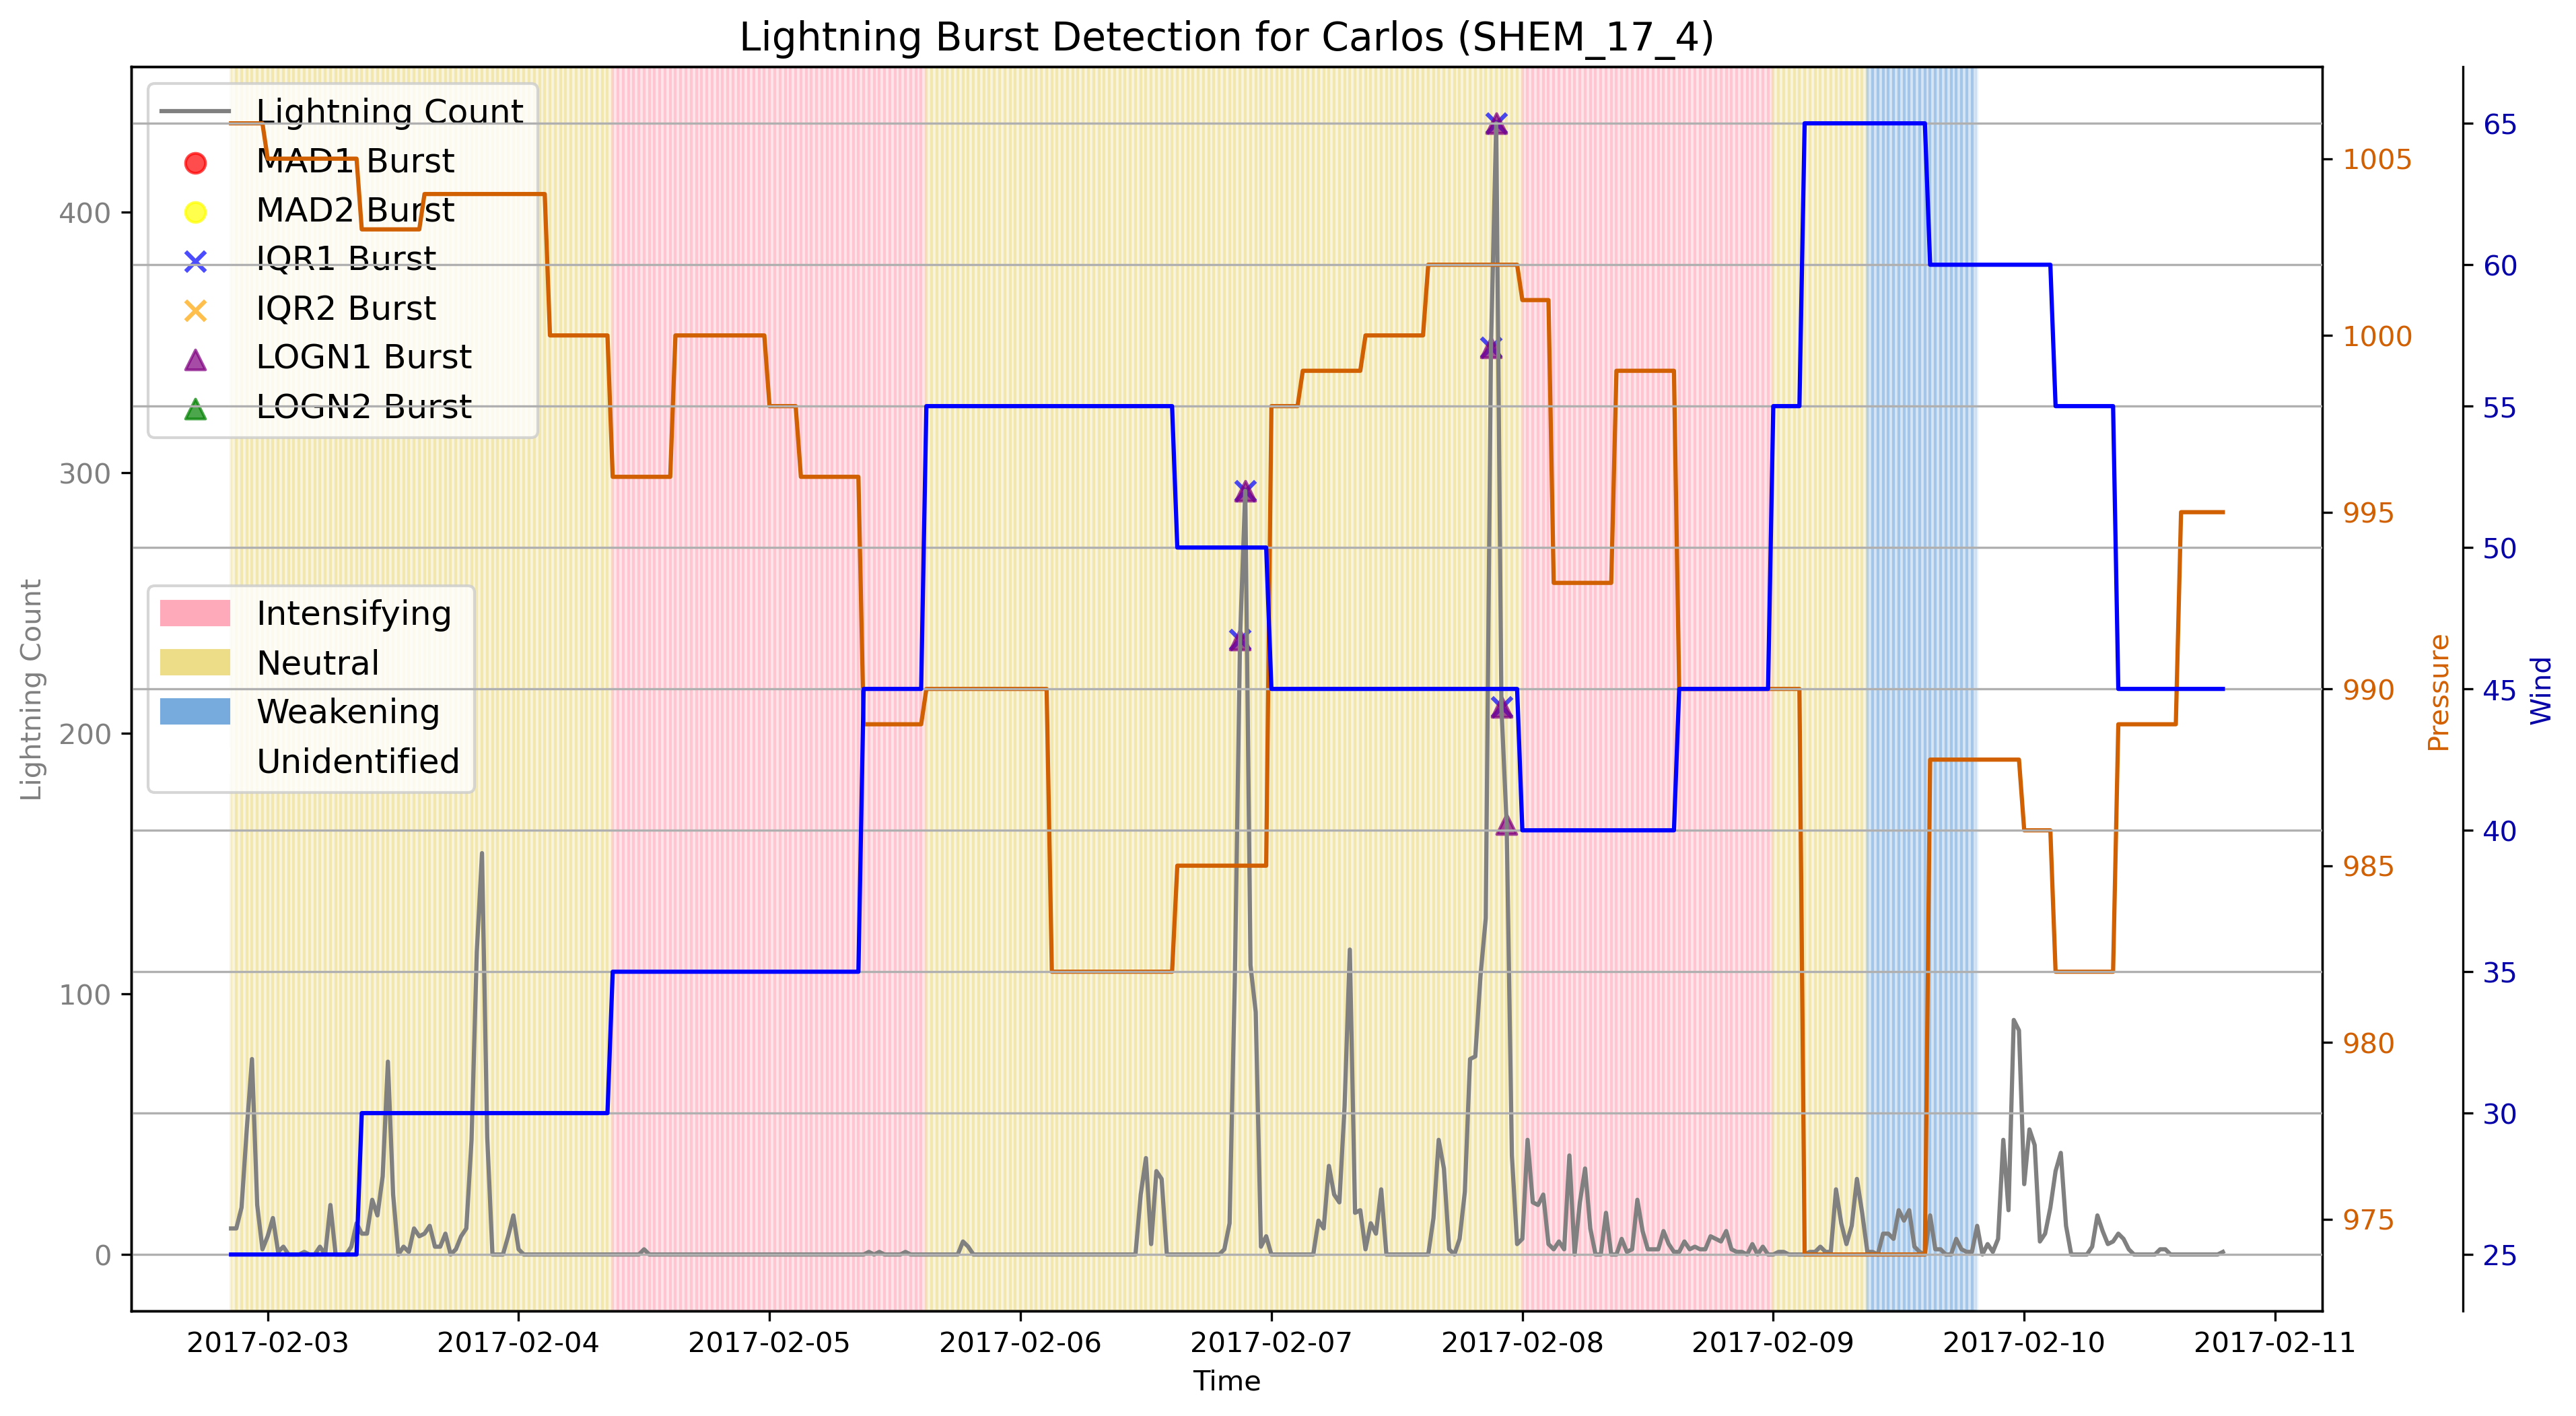 Lightning Burst Detection for Carlos (SHEM_17_4)
Lightning Count
MAD1 Burst
MAD2 Burst
IQR1 Burst
IQR2 Burst
LOGN1 Burst
LOGN2 Burst
Intensifying
Neutral
Weakening
Unidentified
Lightning Count
400
300
200
100
0
1005
1000
995
990
985
980
975
Pressure
65
60
55
50
45
40
35
30
25
Wind
2017-02-03 2017-02-04 2017-02-05 2017-02-06 2017-02-07 2017-02-08 2017-02-09 2017-02-10 2017-02-11
Time